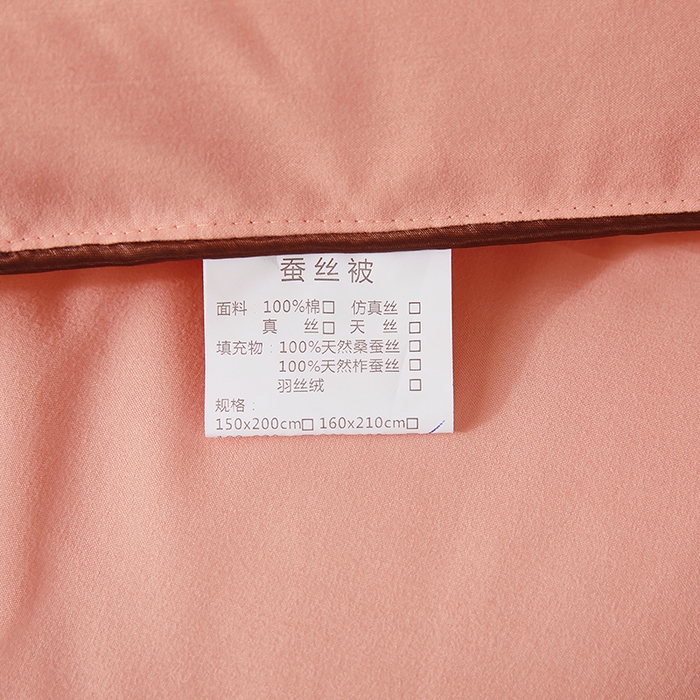 蚕丝被
面料 100%棉□ 仿真丝 □
真 丝□ 天 丝 □
填充物：100%天然桑蚕丝 □
100%天然柞蚕丝 □
羽丝绒 □
规格：
150x200cm□ 160x210cm□